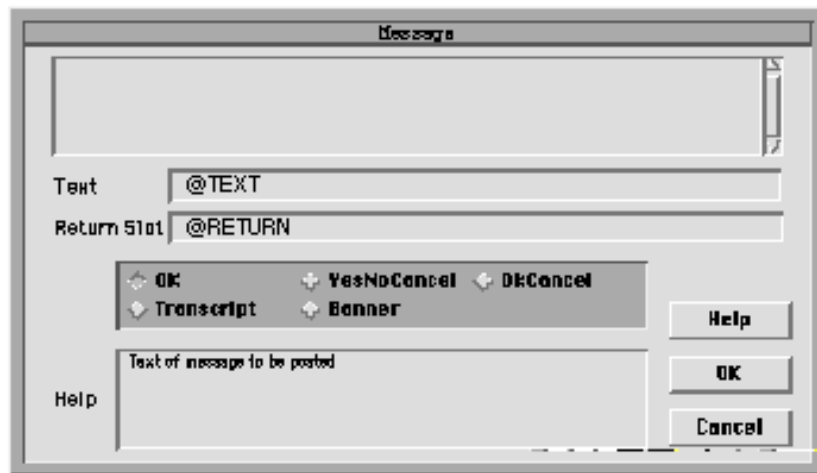 Message
Text @TEXT
Return Slot @RETURN
OK YesNoCancel OkCancel
Transcript Banner
Help
Text of message to be posted
OK
Help
Cancel